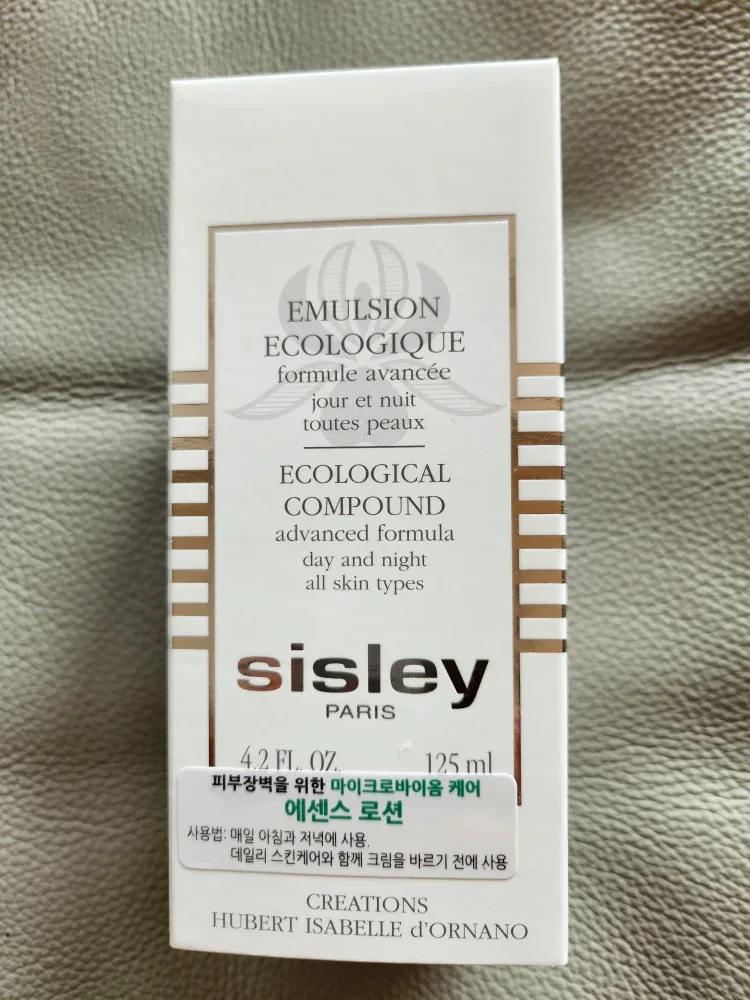 EMULSION
ECOLOGIQUE
formule avancée
jour et nuit
toutes peaux
ECOLOGICAL
COMPOUND
advanced formula
day and night
all skin types
sisley
PARIS
4.2 FL. OZ. 125 ml
피부장벽을 위한 마이크로바이옴 케어
에센스 로션
사용법: 매일 아침과 저녁에 사용.
데일리 스킨케어와 함께 크림을 바르기 전에 사용
CREATIONS
HUBERT ISABELLE d'ORNANO